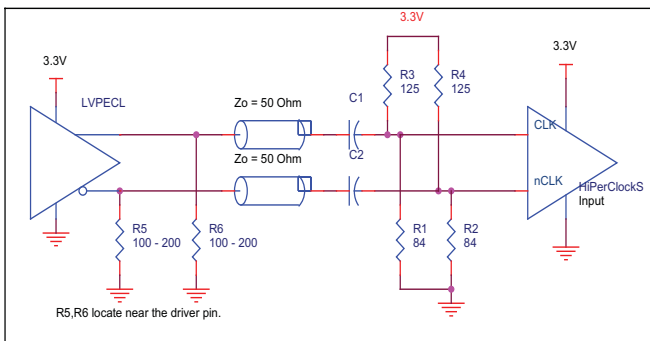 3.3V
3.3V
3.3V
LVPECL
R3
125
R4
125
Zo = 50 Ohm
C1
CLK
Zo = 50 Ohm
C2
nCLK
HiPerClockS
Input
R5
100 - 200
R6
100 - 200
R1
84
R2
84
R5,R6 locate near the driver pin.